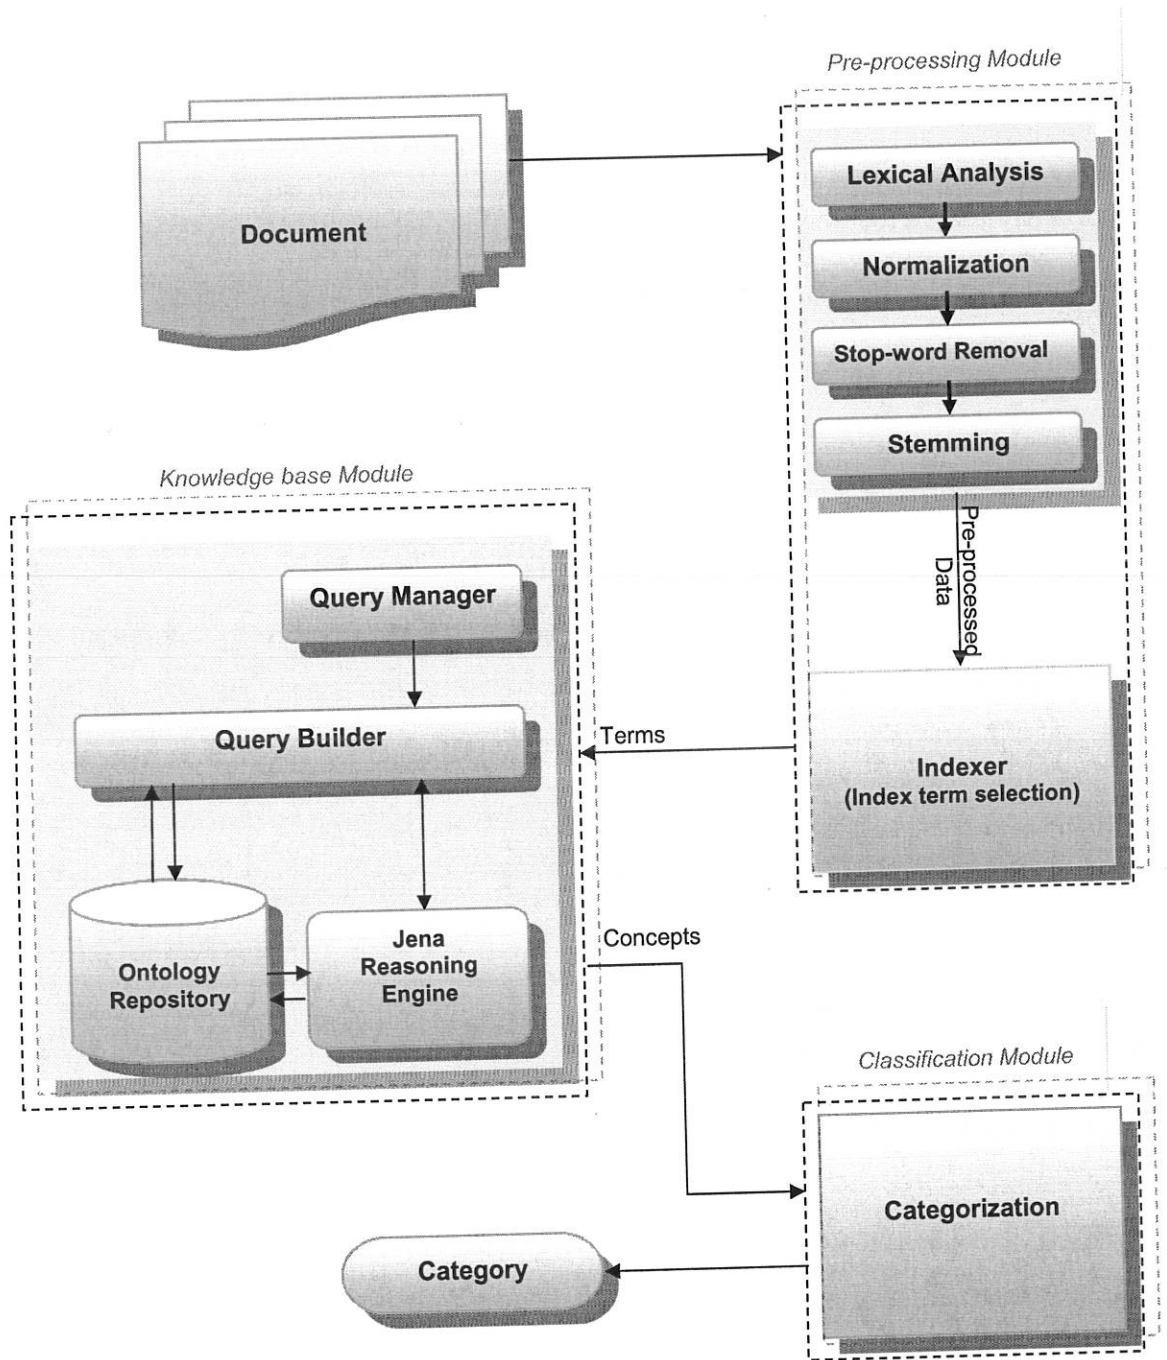 Pre-processing Module
Document
Lexical Analysis
Normalization
Stop-word Removal
Stemming
Pre-processed
Data
Indexer
(Index term selection)
Terms
Knowledge base Module
Query Manager
Query Builder
Ontology
Repository
Jena
Reasoning
Engine
Concepts
Classification Module
Categorization
Category